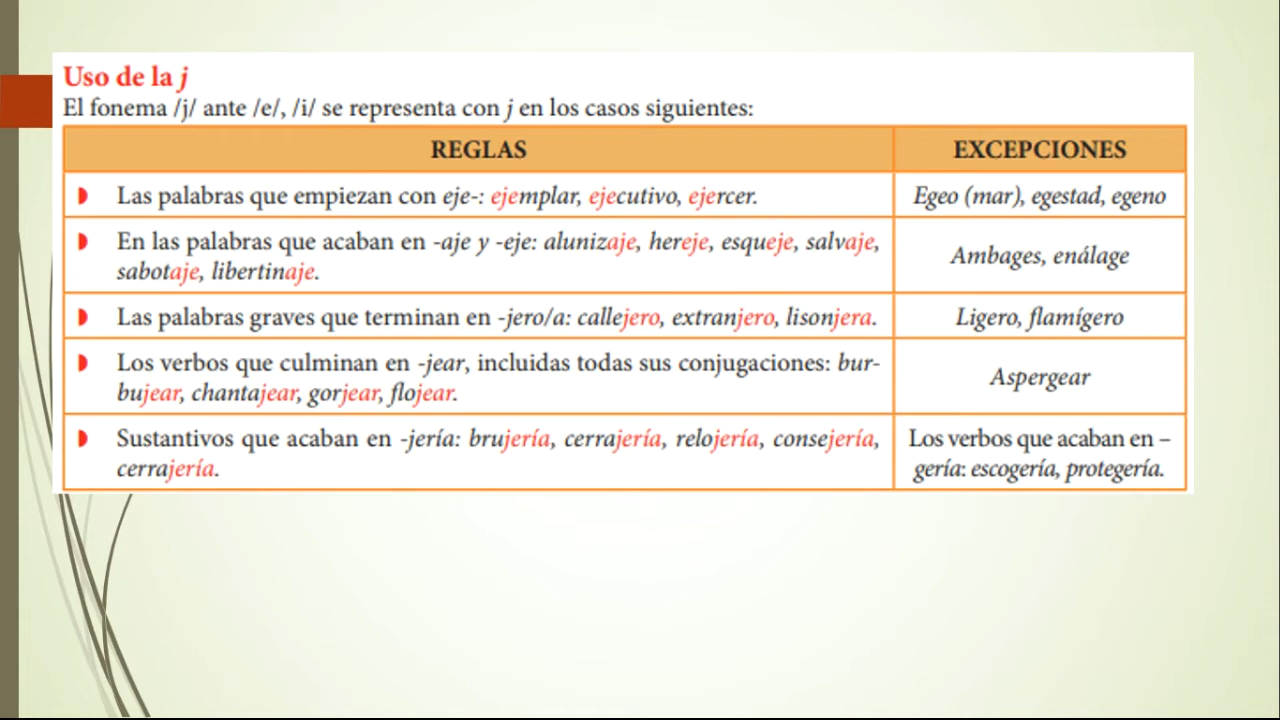 Uso de la j
El fonema /j/ ante /e/, /i/ se representa con j en los casos siguientes:
REGLAS
EXCEPCIONES
Las palabras que empiezan con eje-: ejemplar, ejecutivo, ejercer.
Egeo (mar), egestad, egeno
En las palabras que acaban en -aje y -eje: alunizaje, hereje, esqueje, salvaje,
sabotaje, libertinaje.
Ambages, enálage
Las palabras graves que terminan en -jero/a: callejero, extranjero, lisonjera.
Ligero, flamígero
Los verbos que culminan en -jear, incluidas todas sus conjugaciones: bur-
bujear, chantajear, gorjear, flojear.
Aspergear
Sustantivos que acaban en -jería: brujería, cerrajería, relojería, consejería,
cerrajería.
Los verbos que acaban en –
gería: escogería, protegería.